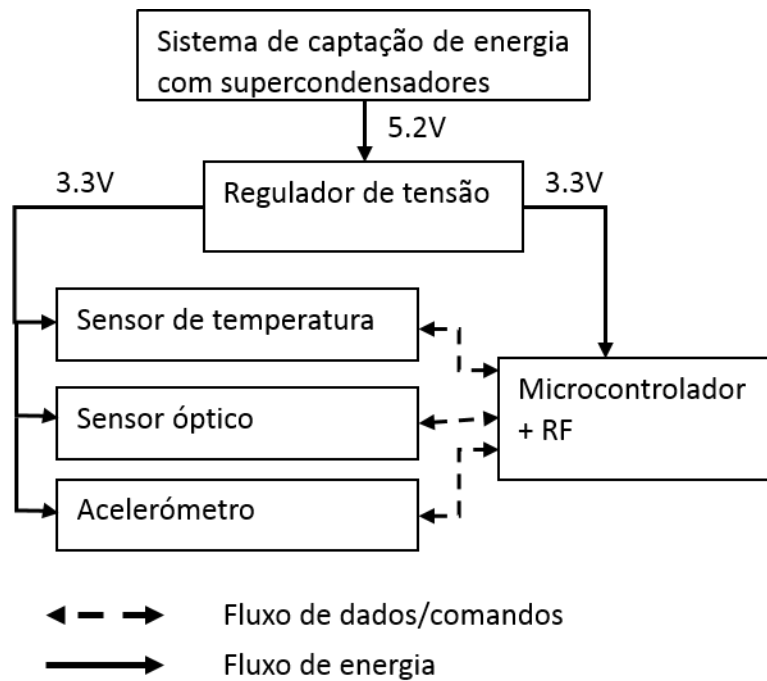 Sistema de captação de energia
com supercondensadores
5.2V
3.3V
Regulador de tensão
3.3V
Sensor de temperatura
Sensor óptico
Acelerómetro
Microcontrolador
+ RF
Fluxo de dados/comandos
Fluxo de energia